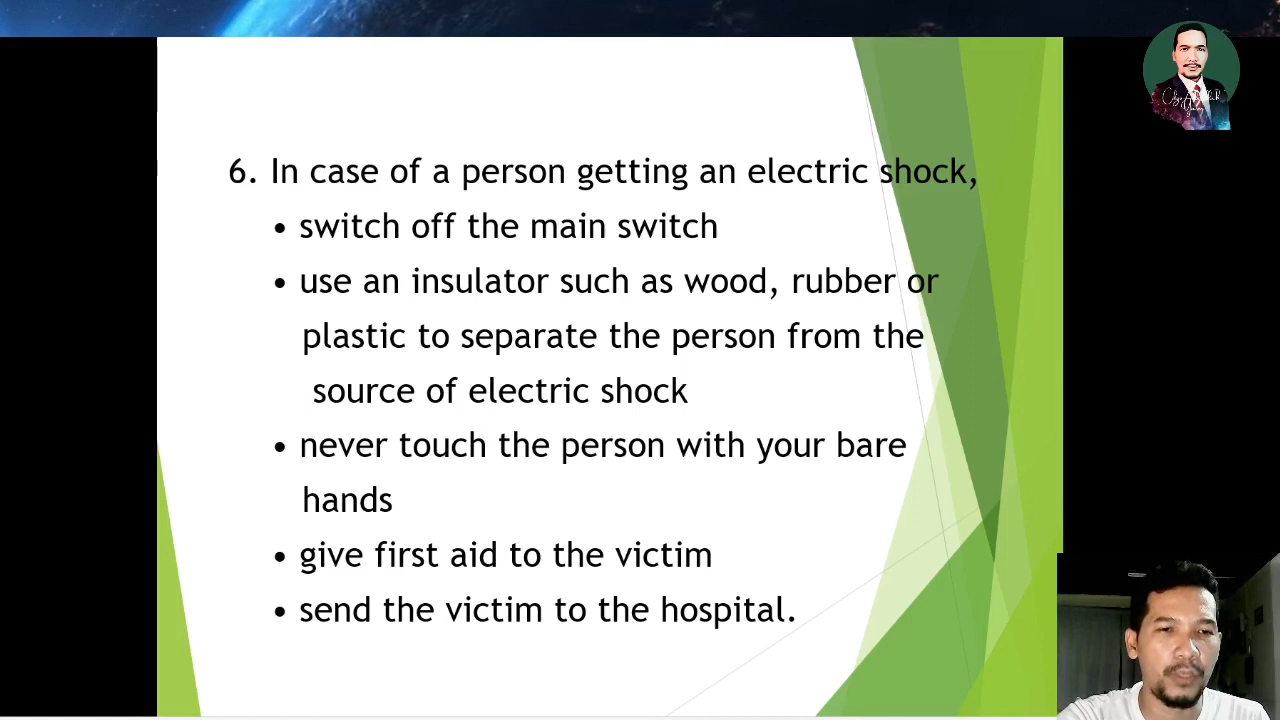 6. In case of a person getting an electric shock,
• switch off the main switch
• use an insulator such as wood, rubber or
plastic to separate the person from the
source of electric shock
• never touch the person with your bare
hands
• give first aid to the victim
• send the victim to the hospital.